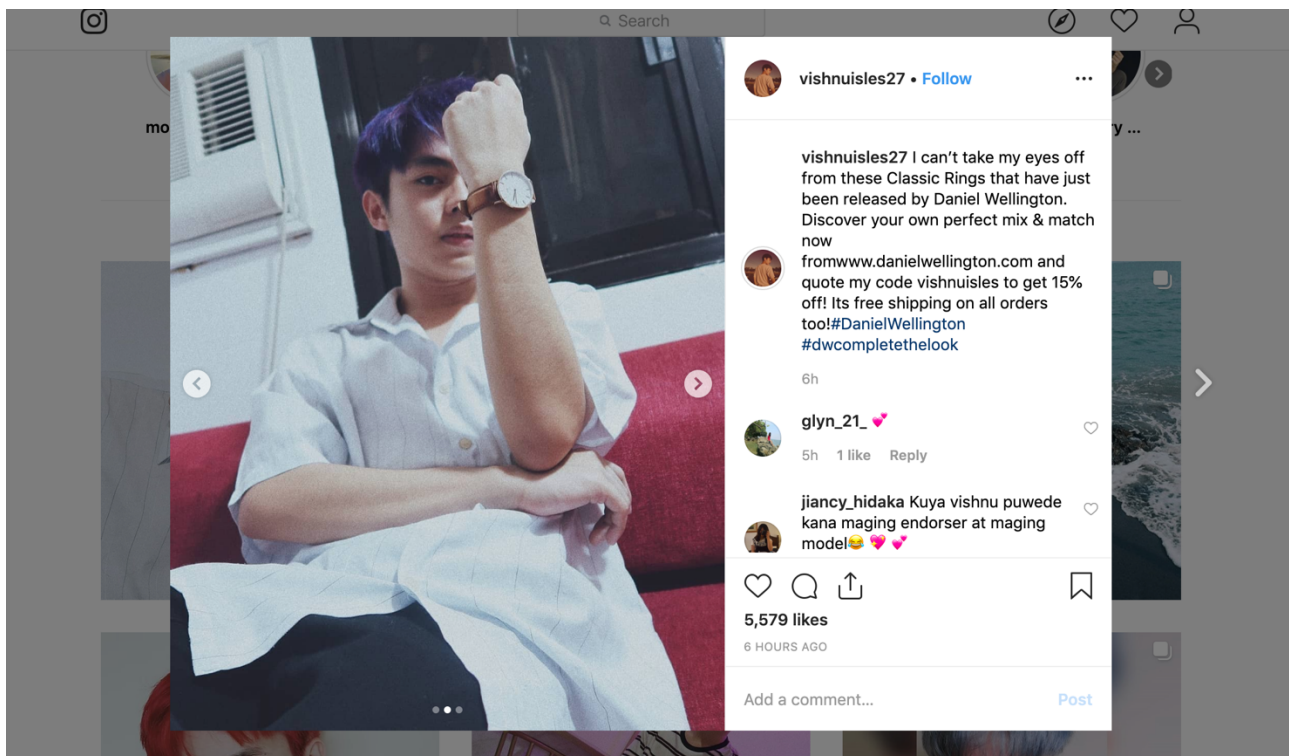 Search
mo
ry ...
vishnuisles27 • Follow
vishnuisles27 I can't take my eyes off
from these Classic Rings that have just
been released by Daniel Wellington.
Discover your own perfect mix & match
now
fromwww.danielwellington.com and
quote my code vishnuisles to get 15%
off! Its free shipping on all orders
too!#DanielWellington
#dwcompletethelook
6h
glyn_21_ 💕
5h 1 like Reply
jiancy_hidaka Kuya vishnu puwede
kana maging endorser at maging
model😂 💖 💕
5,579 likes
6 HOURS AGO
Add a comment... Post